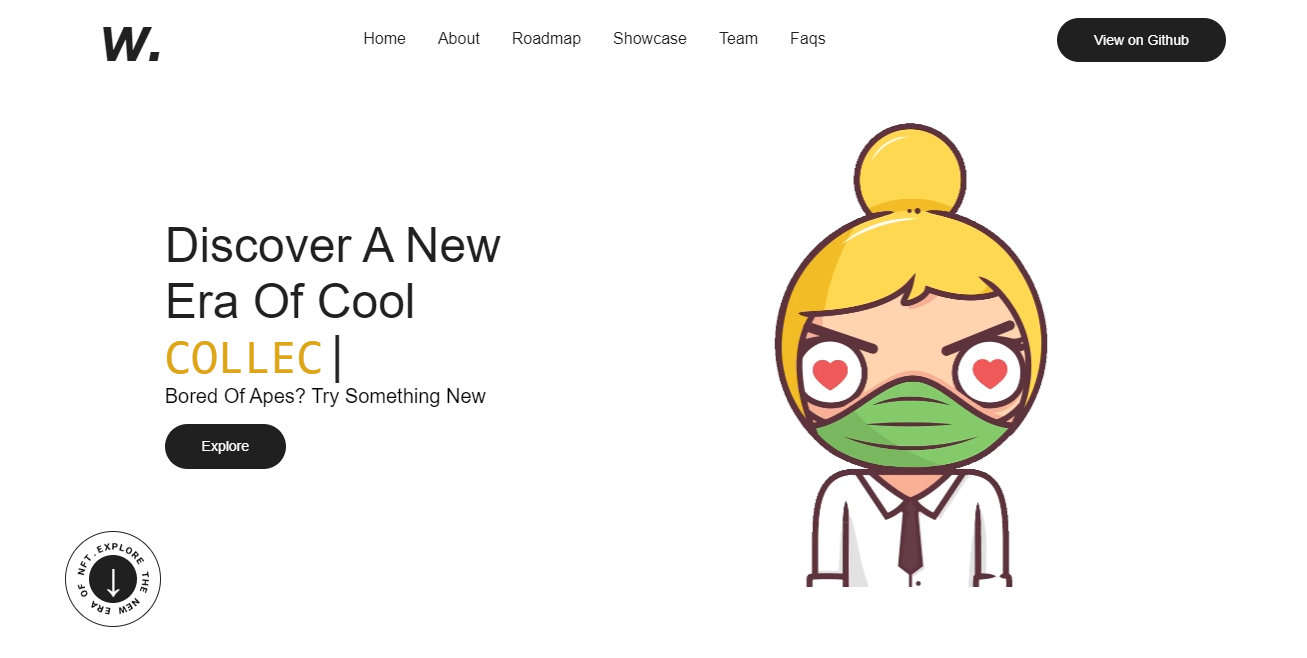 W.
Home
About
Roadmap
Showcase
Team
Faqs
View on Github
Discover A New
Era Of Cool
COLLEC|
Bored Of Apes? Try Something New
Explore
EXPLORE THE NEW ERA OF NFT.